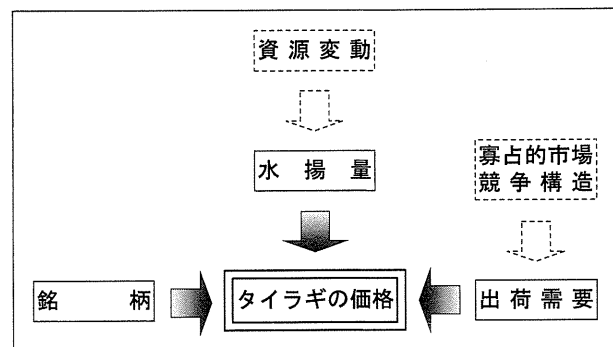 資源変動
水揚量
寡占的市場
競争構造
銘柄
タイラギの価格
出荷需要